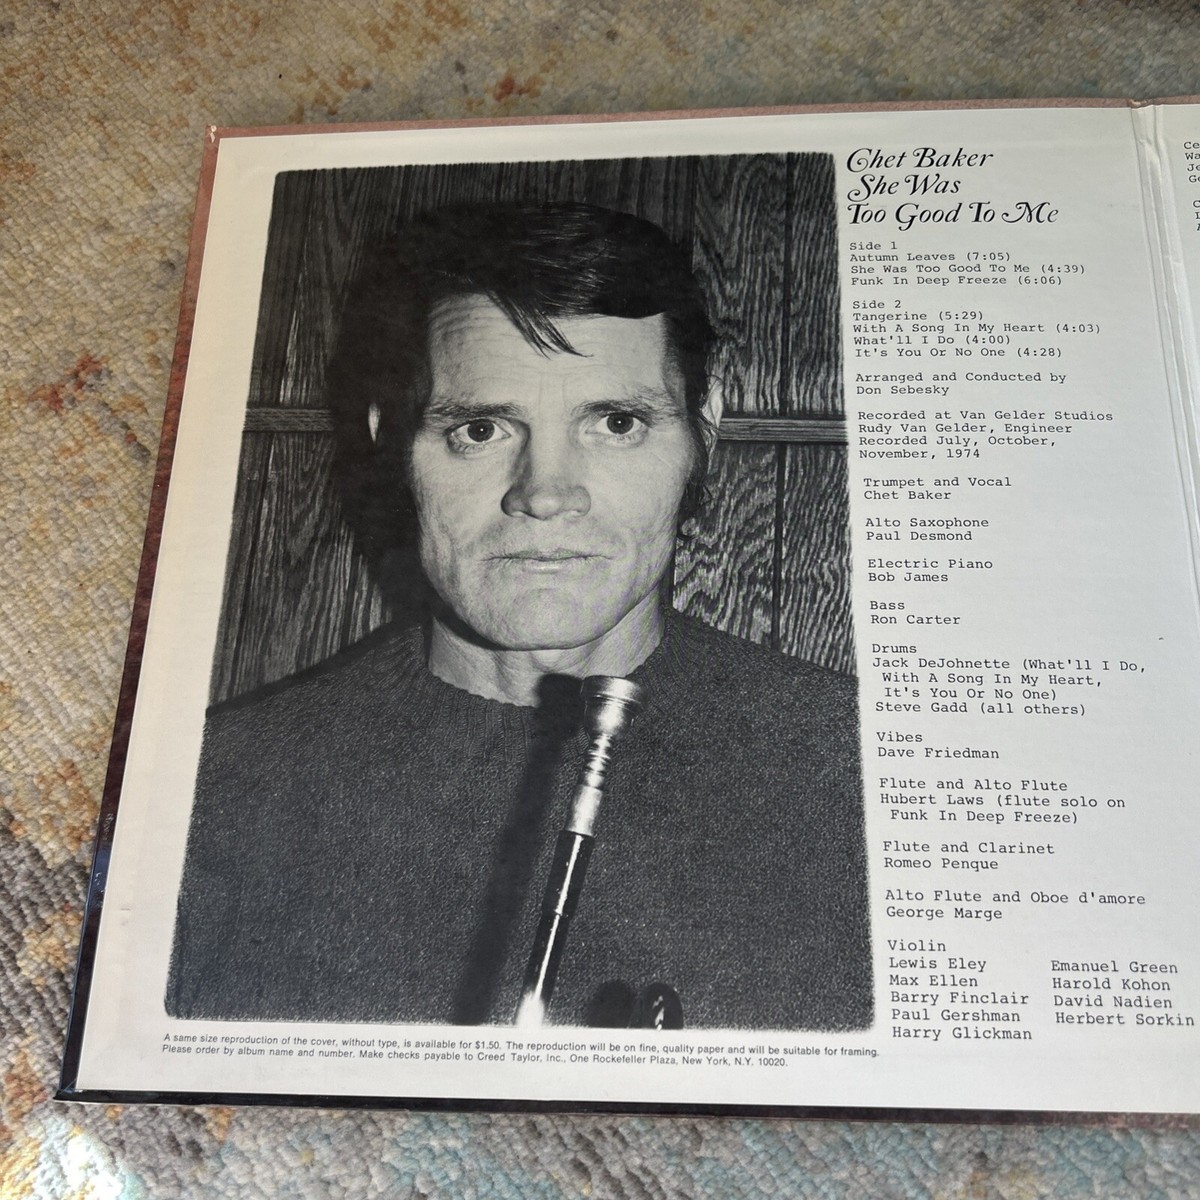 Chet Baker
She Was
Too Good To Me
Side 1
Autumn Leaves (7:05)
She Was Too Good To Me (4:39)
Funk In Deep Freeze (6:06)
Side 2
Tangerine (5:29)
With A Song In My Heart (4:03)
What'll I Do (4:00)
It's You Or No One (4:28)
Arranged and Conducted by
Don Sebesky
Recorded at Van Gelder Studios
Rudy Van Gelder, Engineer
Recorded July, October,
November, 1974
Trumpet and Vocal
Chet Baker
Alto Saxophone
Paul Desmond
Electric Piano
Bob James
Bass
Ron Carter
Drums
Jack DeJohnette (What'll I Do,
With A Song In My Heart,
It's You Or No One)
Steve Gadd (all others)
Vibes
Dave Friedman
Flute and Alto Flute
Hubert Laws (flute solo on
Funk In Deep Freeze)
Flute and Clarinet
Romeo Penque
Alto Flute and Oboe d'amore
George Marge
Violin
Lewis Eley
Max Ellen
Barry Finclair
Paul Gershman
Harry Glickman
Emanuel Green
Harold Kohon
David Nadien
Herbert Sorkin
A same size reproduction of the cover, without type, is available for $1.50. The reproduction will be on fine, quality paper and will be suitable for framing.
Please order by album name and number. Make checks payable to Creed Taylor, Inc., One Rockefeller Plaza, New York, N.Y. 10020.